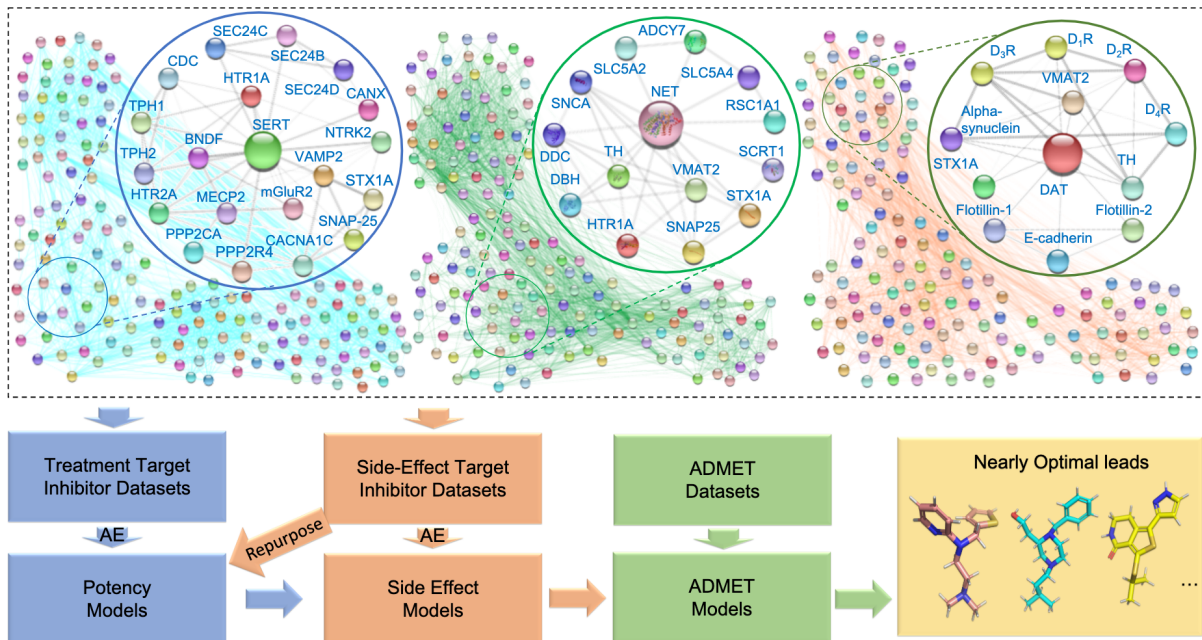 SEC24C
SEC24B
CDC
HTR1A
SEC24D
CANX
TPH1
SERT
NTRK2
BNDF
VAMP2
TPH2
STX1A
MECP2
mGluR2
HTR2A
SNAP-25
PPP2CA
CACNA1C
PPP2R4
ADCY7
SLC5A2
SLC5A4
NET
SNCA
RSC1A1
DDC
TH
SCRT1
DBH
VMAT2
STX1A
HTR1A
SNAP25
D1R
D3R
D2R
VMAT2
Alpha-
synuclein
D4R
STX1A
TH
DAT
Flotillin-1
Flotillin-2
E-cadherin
Treatment Target
Inhibitor Datasets
Side-Effect Target
Inhibitor Datasets
ADMET
Datasets
Nearly Optimal leads
AE
Repurpose
AE
Potency
Models
Side Effect
Models
ADMET
Models
...